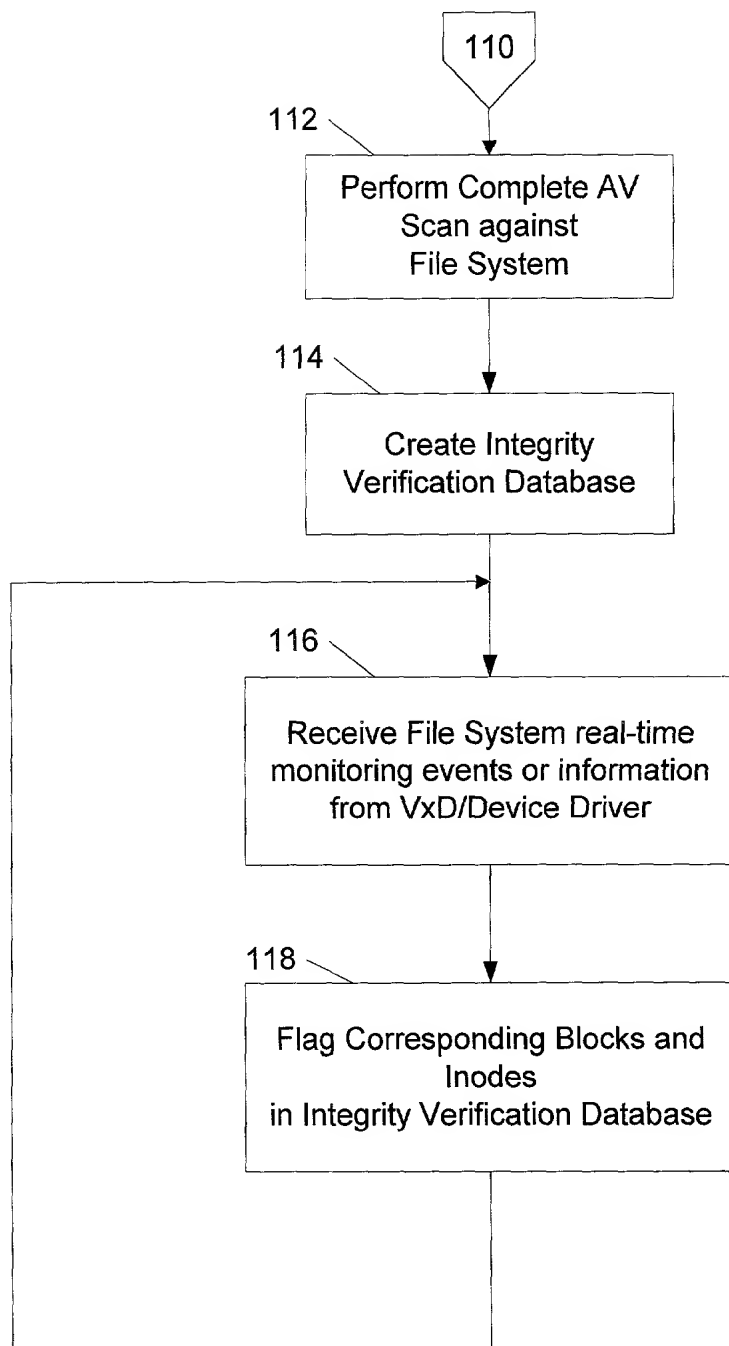 110
112
Perform Complete AV
Scan against
File System
114
Create Integrity
Verification Database
116
Receive File System real-time
monitoring events or information
from VxD/Device Driver
118
Flag Corresponding Blocks and
Inodes
in Integrity Verification Database